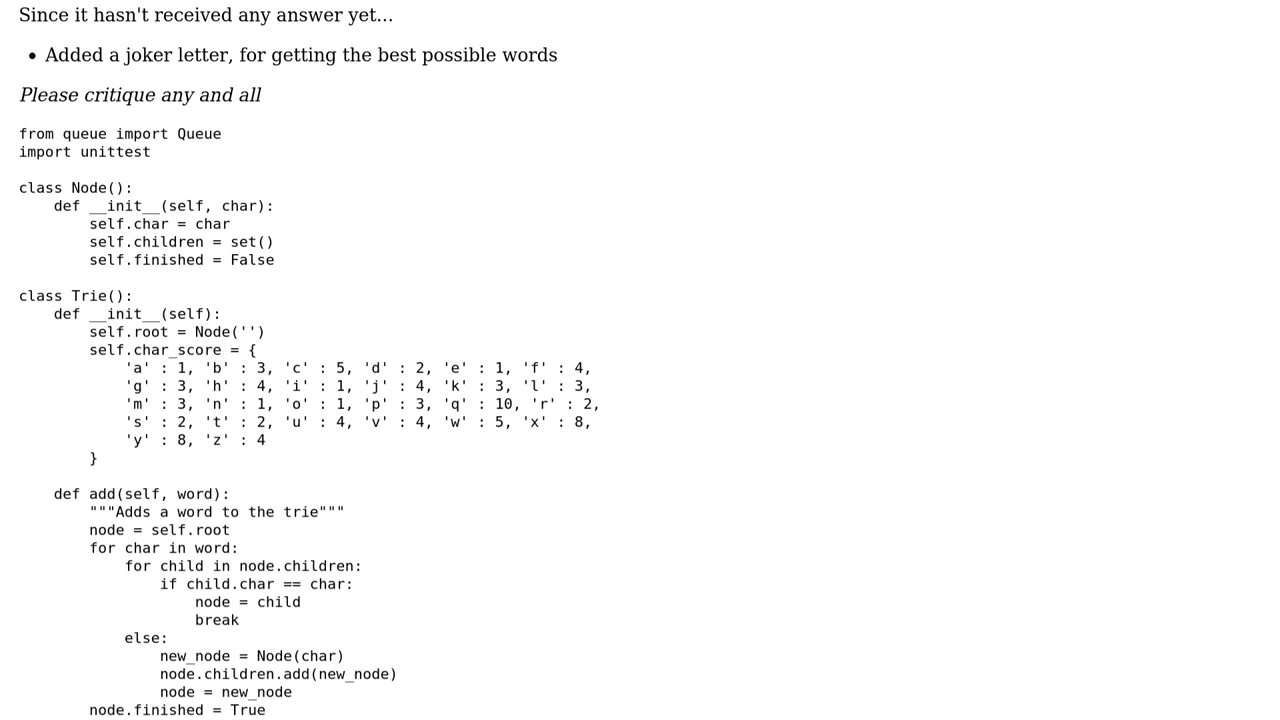 Since it hasn't received any answer yet...
• Added a joker letter, for getting the best possible words
Please critique any and all
from queue import Queue
import unittest
class Node():
    def __init__(self, char):
        self.char = char
        self.children = set()
        self.finished = False
class Trie():
    def __init__(self):
        self.root = Node('')
        self.char_score = {
            'a' : 1, 'b' : 3, 'c' : 5, 'd' : 2, 'e' : 1, 'f' : 4,
            'g' : 3, 'h' : 4, 'i' : 1, 'j' : 4, 'k' : 3, 'l' : 3,
            'm' : 3, 'n' : 1, 'o' : 1, 'p' : 3, 'q' : 10, 'r' : 2,
            's' : 2, 't' : 2, 'u' : 4, 'v' : 4, 'w' : 5, 'x' : 8,
            'y' : 8, 'z' : 4
        }
    def add(self, word):
        """Adds a word to the trie"""
        node = self.root
        for char in word:
            for child in node.children:
                if child.char == char:
                    node = child
                    break
            else:
                new_node = Node(char)
                node.children.add(new_node)
                node = new_node
        node.finished = True